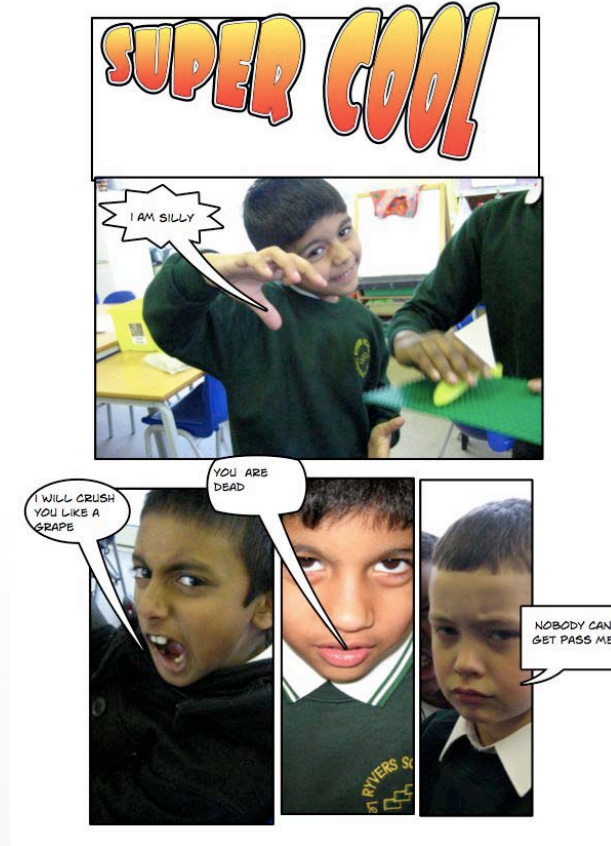 SUPER COOL
I AM SILLY
I WILL CRUSH
YOU LIKE A
GRAPE
YOU ARE
DEAD
NOBODY CAN
GET PASS ME
RYVERS